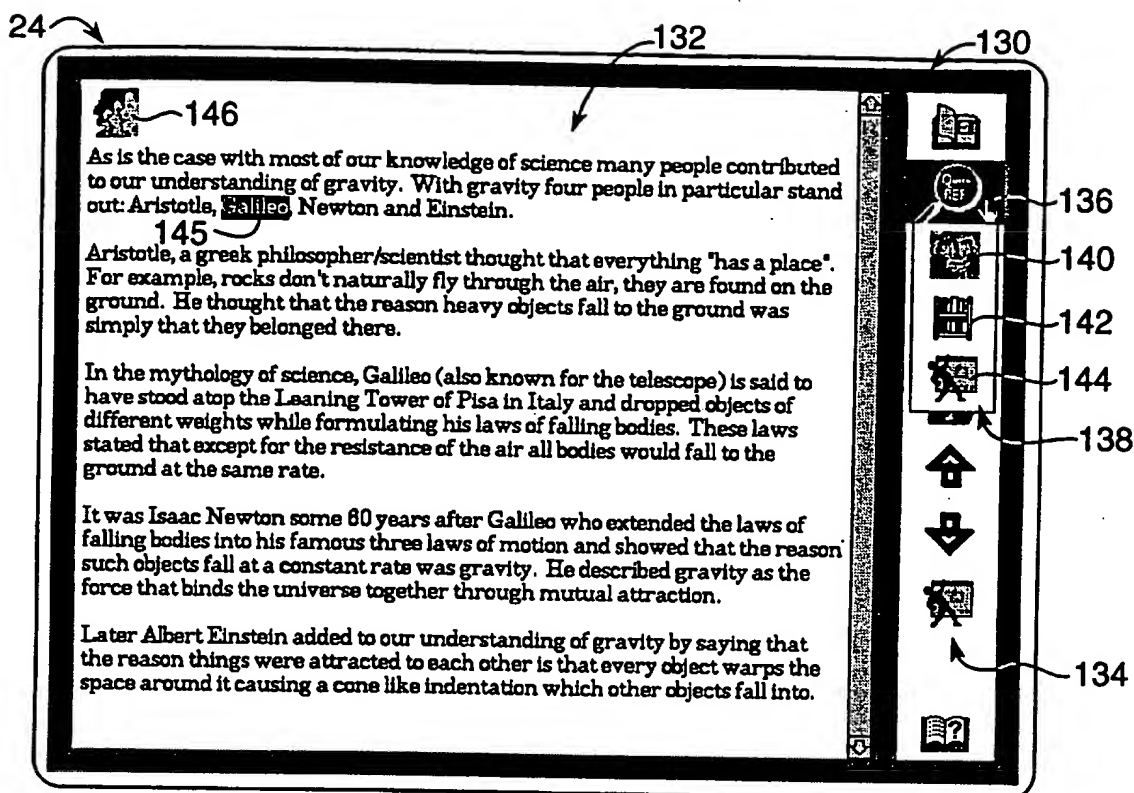 24
132
130
146
As is the case with most of our knowledge of science many people contributed
to our understanding of gravity. With gravity four people in particular stand
out: Aristotle, Galileo, Newton and Einstein.
145
Aristotle, a greek philosopher/scientist thought that everything "has a place".
For example, rocks don't naturally fly through the air, they are found on the
ground. He thought that the reason heavy objects fall to the ground was
simply that they belonged there.
In the mythology of science, Galileo (also known for the telescope) is said to
have stood atop the Leaning Tower of Pisa in Italy and dropped objects of
different weights while formulating his laws of falling bodies. These laws
stated that except for the resistance of the air all bodies would fall to the
ground at the same rate.
It was Isaac Newton some 60 years after Galileo who extended the laws of
falling bodies into his famous three laws of motion and showed that the reason
such objects fall at a constant rate was gravity. He described gravity as the
force that binds the universe together through mutual attraction.
Later Albert Einstein added to our understanding of gravity by saying that
the reason things were attracted to each other is that every object warps the
space around it causing a cone like indentation which other objects fall into.
REF
136
140
142
144
138
134
?